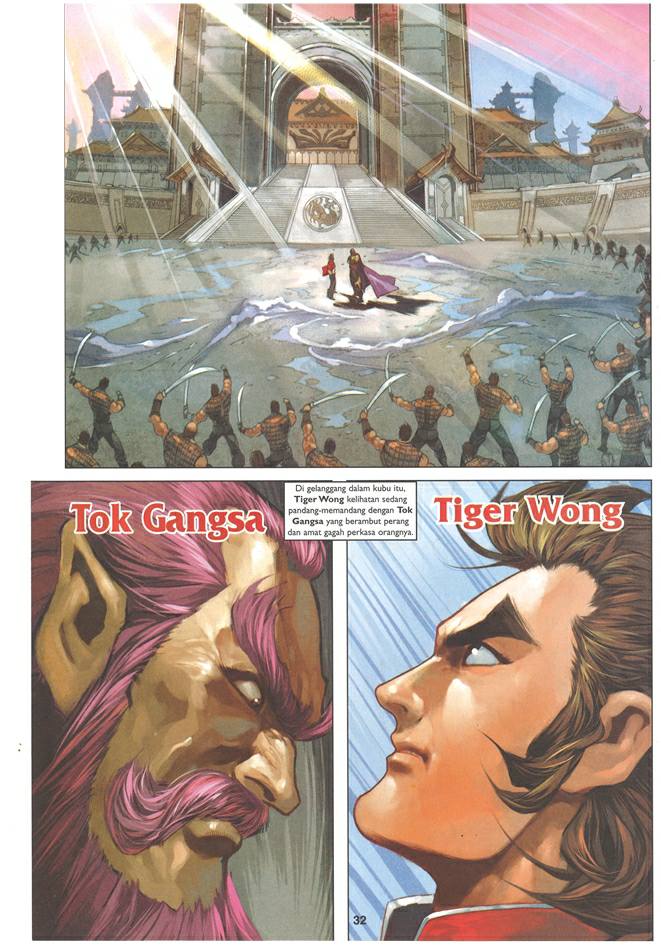 Di gelanggang dalam kubu itu,
Tiger Wong kelihatan sedang
pandang-memandang dengan Tok
Gangsa yang berambut perang
dan amat gagah perkasa orangnya.
Tok Gangsa
Tiger Wong
32